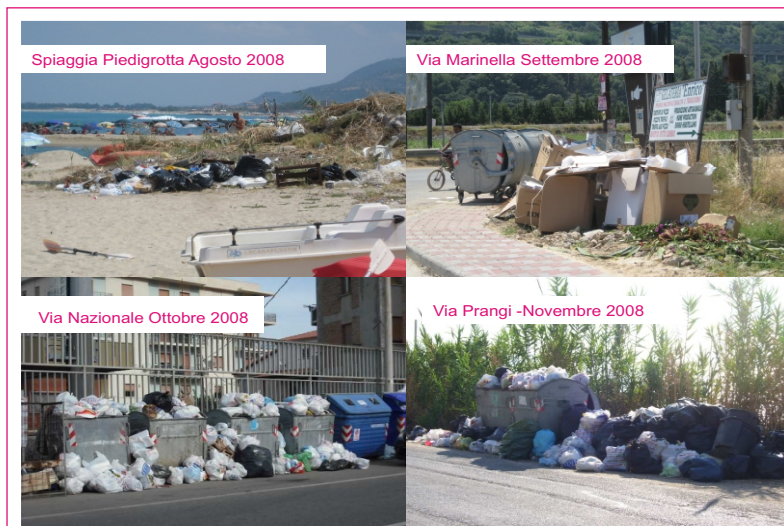 Spiaggia Piedigrotta Agosto 2008
Via Marinella Settembre 2008
Via Nazionale Ottobre 2008
Via Prangi -Novembre 2008